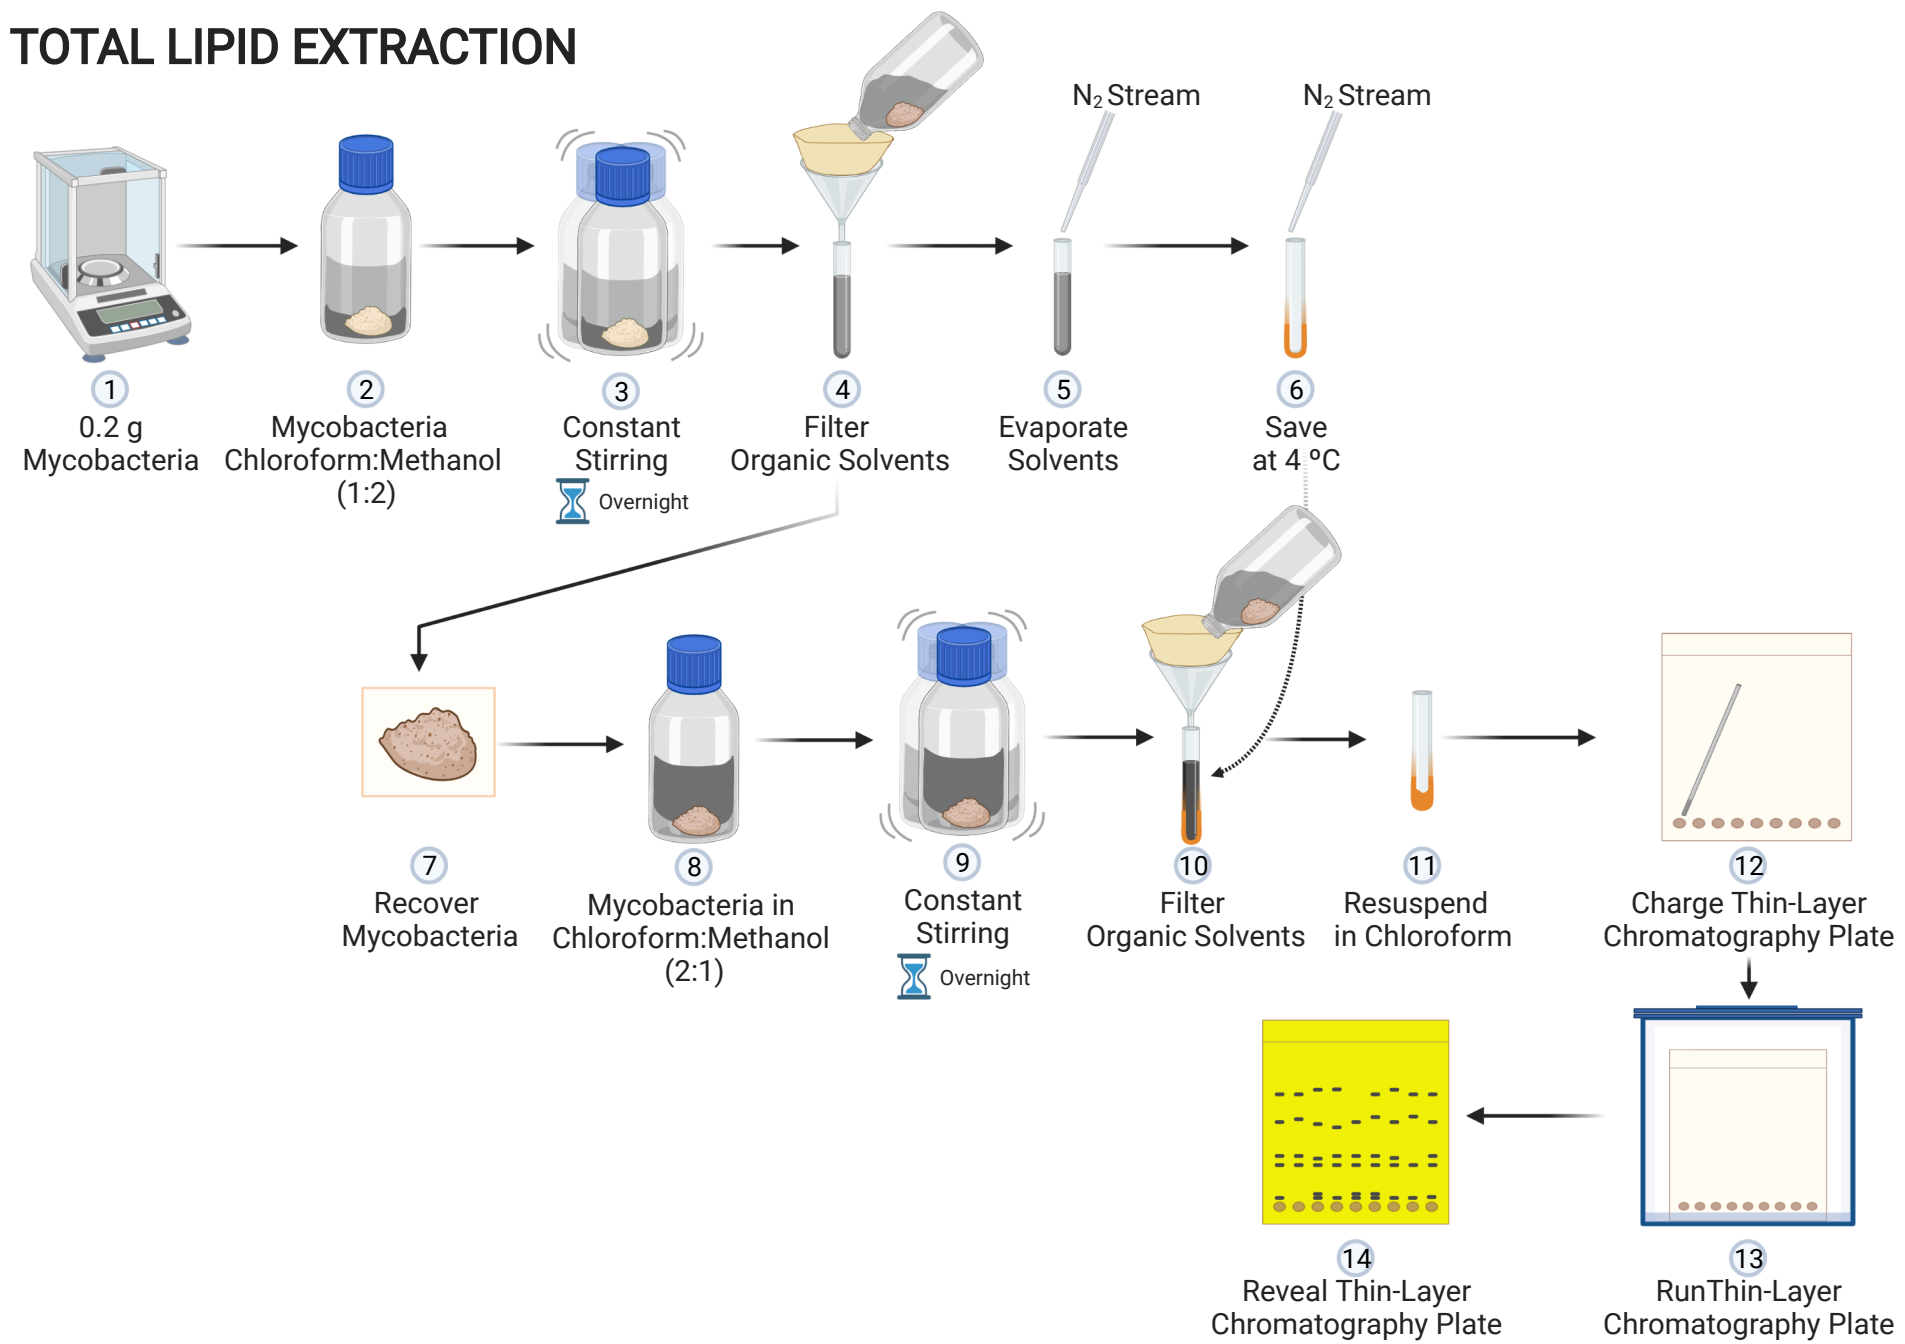 TOTAL LIPID EXTRACTION
N₂ Stream
N₂ Stream
1
0.2 g
Mycobacteria
2
Mycobacteria
Chloroform:Methanol
(1:2)
3
Constant
Stirring
Overnight
4
Filter
Organic Solvents
5
Evaporate
Solvents
6
Save
at 4 ºC
7
Recover
Mycobacteria
8
Mycobacteria in
Chloroform:Methanol
(2:1)
9
Constant
Stirring
Overnight
10
Filter
Organic Solvents
11
Resuspend
in Chloroform
12
Charge Thin-Layer
Chromatography Plate
14
Reveal Thin-Layer
Chromatography Plate
13
RunThin-Layer
Chromatography Plate